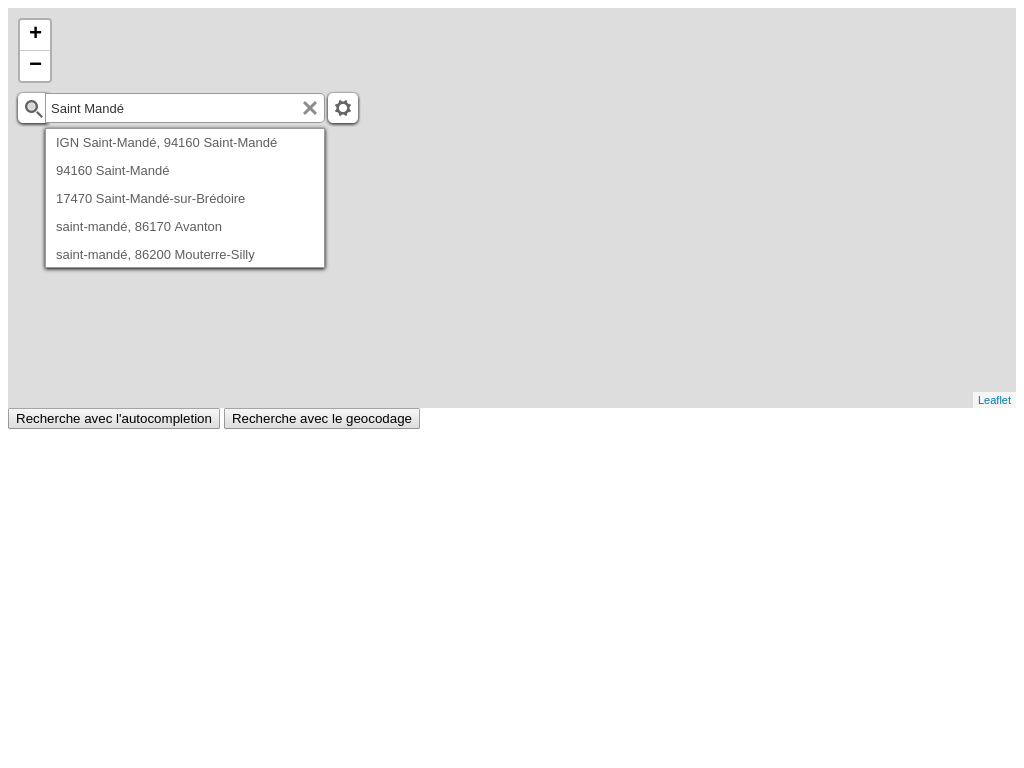 +
−
Saint Mandé
IGN Saint-Mandé, 94160 Saint-Mandé
94160 Saint-Mandé
17470 Saint-Mandé-sur-Brédoire
saint-mandé, 86170 Avanton
saint-mandé, 86200 Mouterre-Silly
Leaflet
Recherche avec l'autocompletion Recherche avec le geocodage